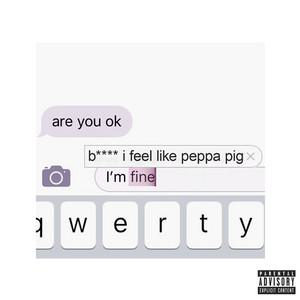 are you ok
b**** i feel like peppa pig ×
I'm fine
q w e r t y
PARENTAL
ADVISORY
EXPLICIT CONTENT